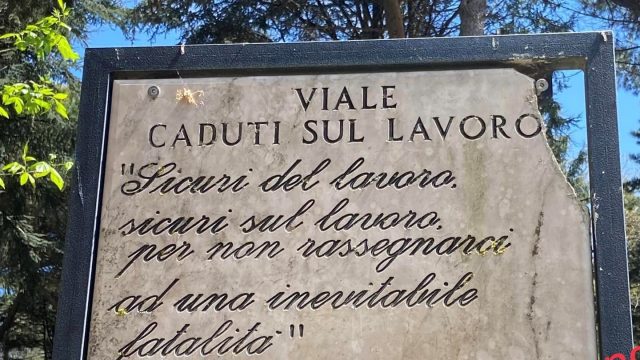 VIALE
CADUTI SUL LAVORO
"Sicuri del lavoro,
sicuri sul lavoro,
per non rassegnarci
ad una inevitabile
fatalità"